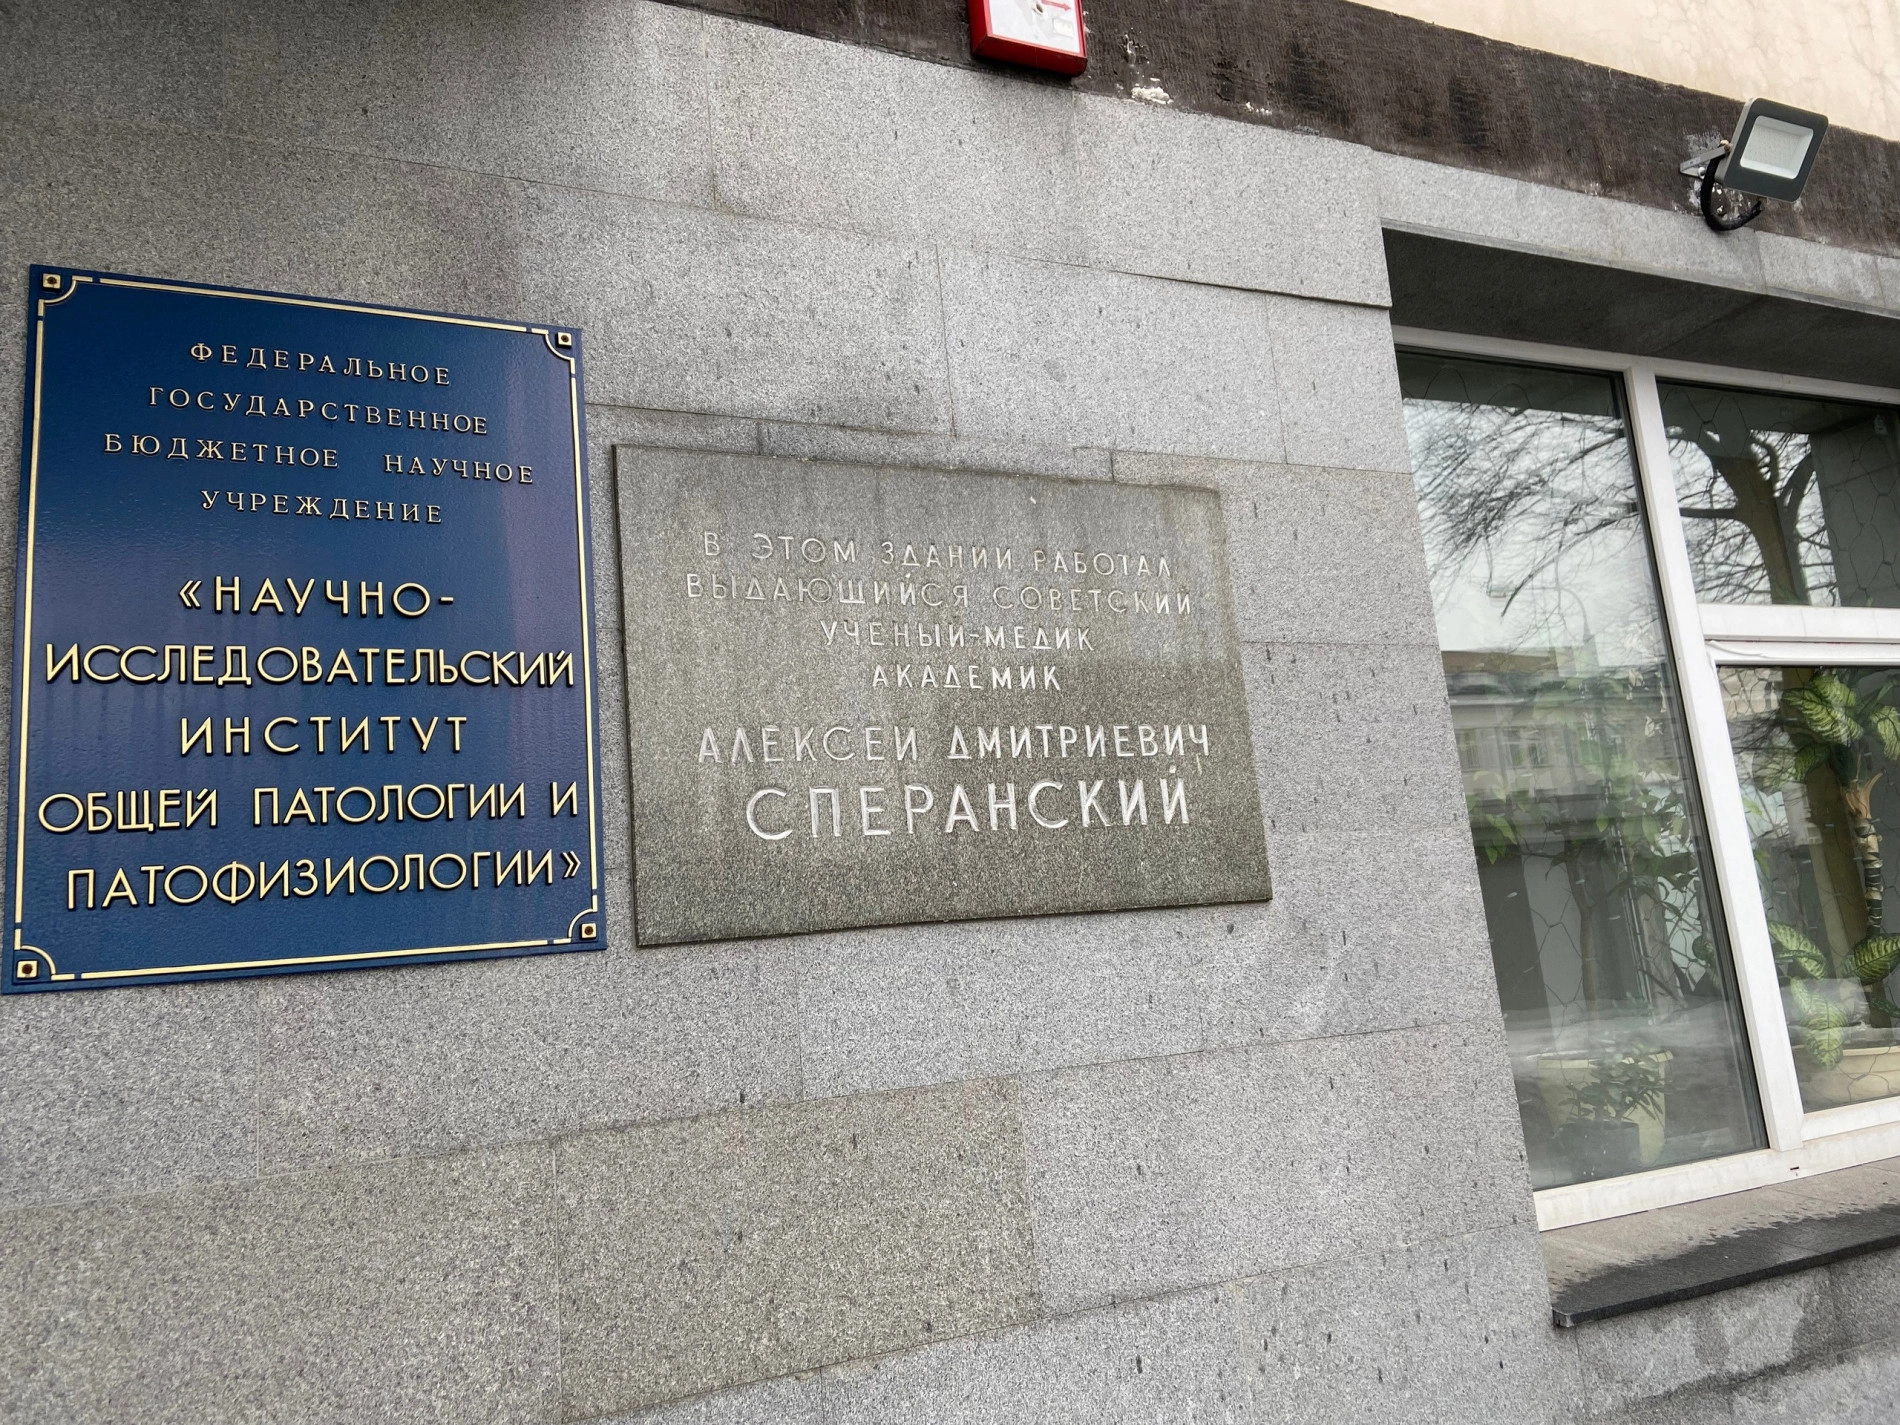 ФЕДЕРАЛЬНОЕ
ГОСУДАРСТВЕННОЕ
БЮДЖЕТНОЕ НАУЧНОЕ
УЧРЕЖДЕНИЕ
«НАУЧНО-
ИССЛЕДОВАТЕЛЬСКИЙ
ИНСТИТУТ
ОБЩЕЙ ПАТОЛОГИИ И
ПАТОФИЗИОЛОГИИ»
В ЭТОМ ЗДАНИИ РАБОТАЛ
ВЫДАЮЩИЙСЯ СОВЕТСКИЙ
УЧЕНЫЙ-МЕДИК
АКАДЕМИК
АЛЕКСЕЙ ДМИТРИЕВИЧ
СПЕРАНСКИЙ